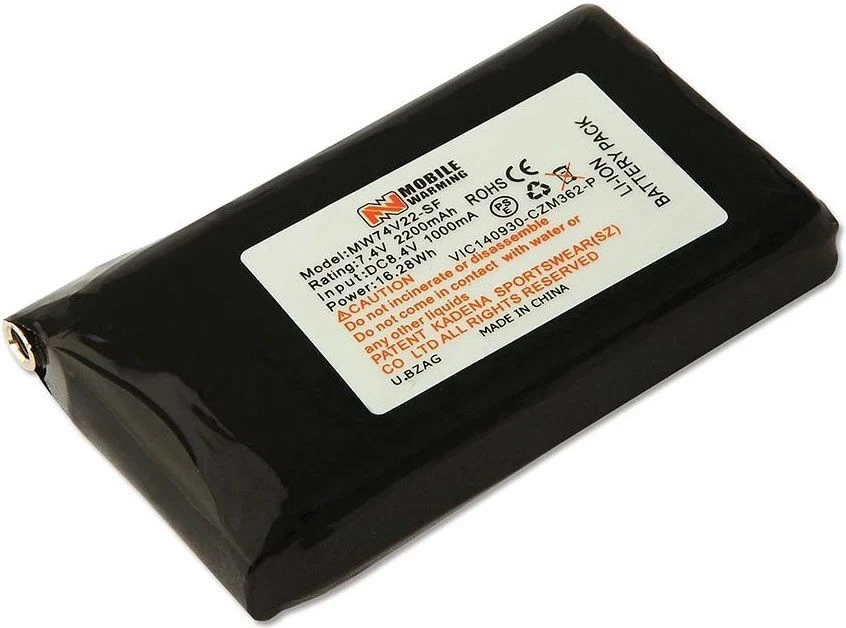 MOBILE
WARMING
Model:MW74V22-SF
Rating:7.4V 2200mAh
Input:DC8.4V 1000mA
Power:16.28Wh
ROHS CE
PS
E
VIC140930-CZM362-P
LI-ION
BATTERY PACK
CAUTION
Do not incinerate or disassemble
Do not come in contact with water or
any other liquids
PATENT KADENA SPORTSWEAR(SZ)
CO LTD ALL RIGHTS RESERVED
U.BZAG
MADE IN CHINA